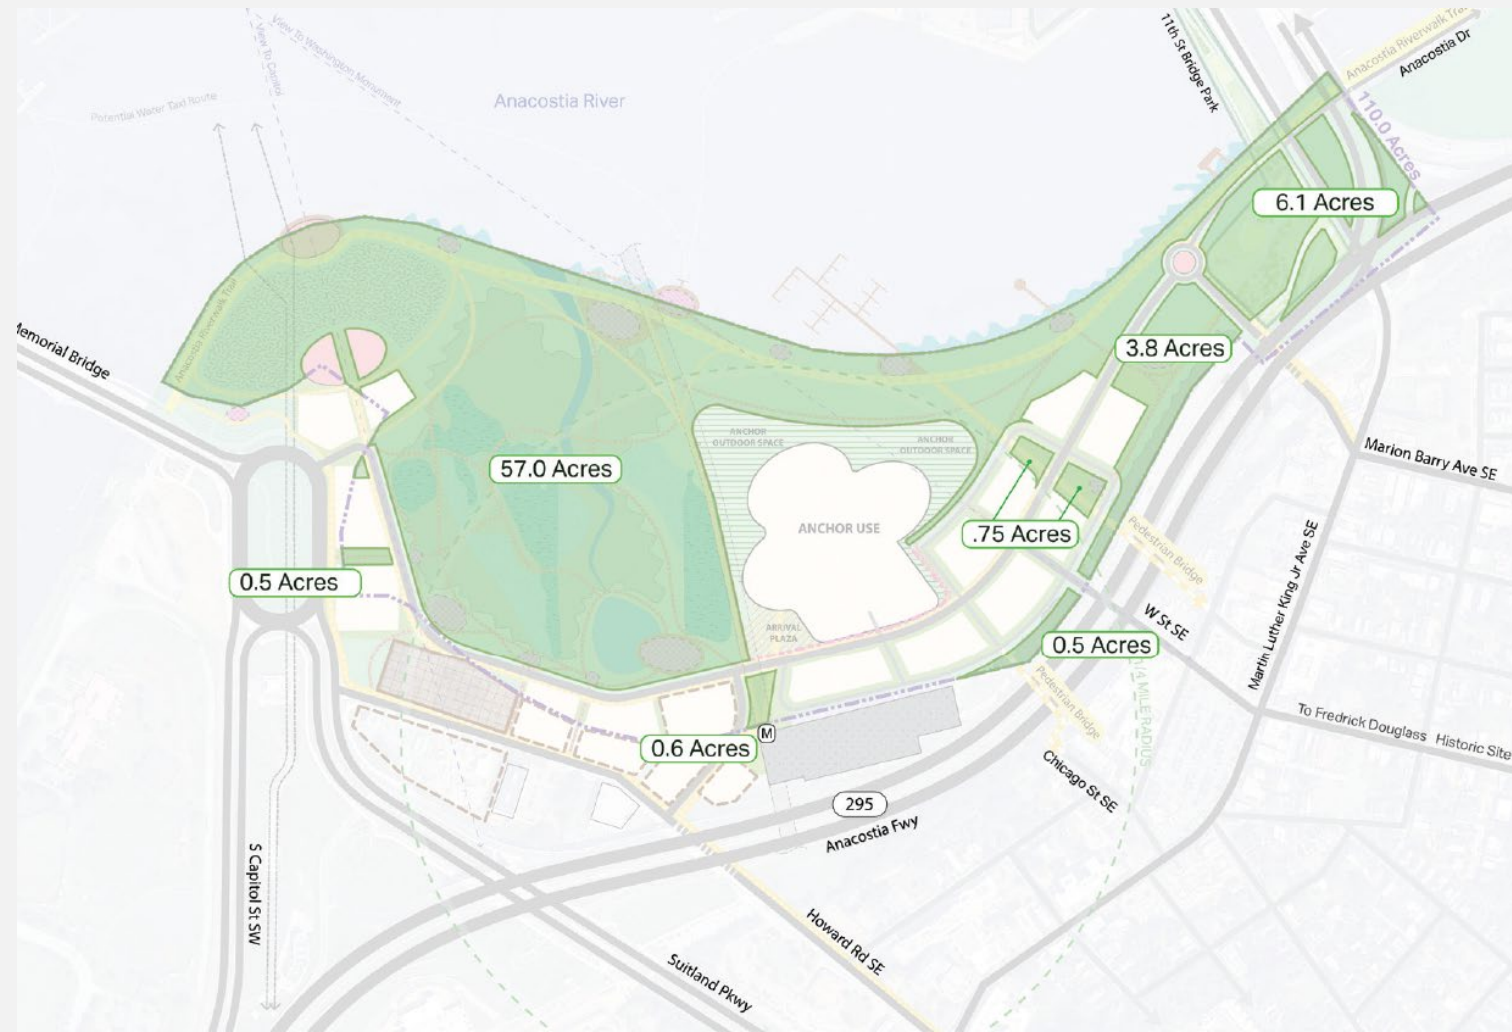 View To Washington Monument
View To Capitol
Potential Water Taxi Route
Anacostia River
11th St Bridge Park
Anacostia Riverwalk Trail
Anacostia Dr
110.0 Acres
6.1 Acres
Anacostia Riverwalk Trail
Memorial Bridge
3.8 Acres
ANCHOR
OUTDOOR SPACE
ANCHOR
OUTDOOR SPACE
57.0 Acres
ANCHOR USE
.75 Acres
Marion Barry Ave SE
Pedestrian Bridge
0.5 Acres
ARRIVAL
PLAZA
0.5 Acres
W St SE
Martin Luther King Jr Ave SE
Pedestrian Bridge
1/4 MILE RADIUS
To Fredrick Douglass Historic Site
M
0.6 Acres
Chicago St SE
295
Anacostia Fwy
S Capitol St SW
Howard Rd SE
Suitland Pkwy